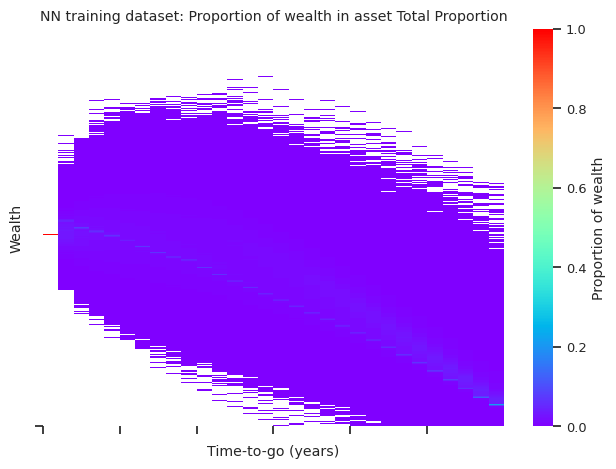 NN training dataset: Proportion of wealth in asset Total Proportion
Wealth
Time-to-go (years)
1.0
0.8
0.6
0.4
0.2
0.0
Proportion of wealth